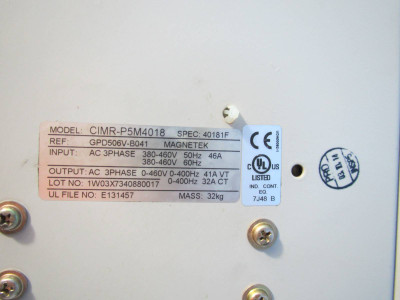 MODEL: CIMR-P5M4018 SPEC: 40181F
REF GPD506V-B041 MAGNETEK
INPUT: AC 3PHASE 380-460V 50Hz 46A
380-460V 60Hz
OUTPUT: AC 3PHASE 0-460V 0-400Hz 41A VT
0-400Hz 32A CT
LOT NO: 1W03X7340880017
UL FILE NO: E131457 MASS: 32kg
CE
C UL US
LISTED
IND. CONT.
EQ.
7J48 B